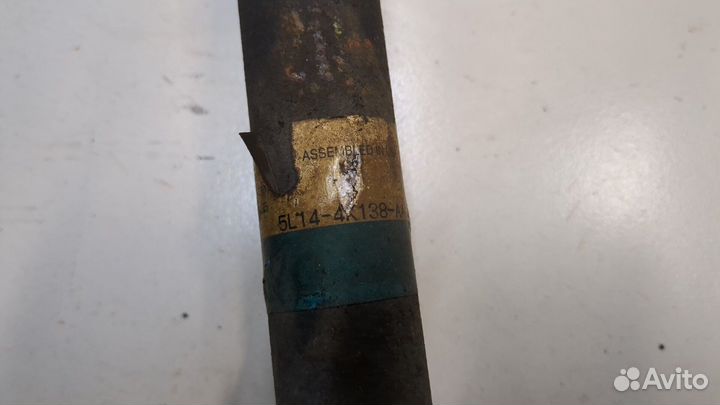 ASSEMBLED IN
5L14-4K138-A
Avito